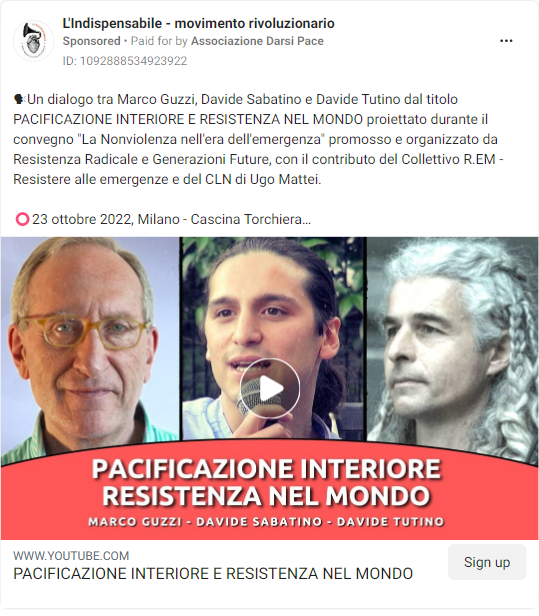 L'Indispensabile - movimento rivoluzionario
Sponsored • Paid for by Associazione Darsi Pace
ID: 1092888534923922
🗣Un dialogo tra Marco Guzzi, Davide Sabatino e Davide Tutino dal titolo
PACIFICAZIONE INTERIORE E RESISTENZA NEL MONDO proiettato durante il
convegno "La Nonviolenza nell'era dell'emergenza" promosso e organizzato da
Resistenza Radicale e Generazioni Future, con il contributo del Collettivo R.EM -
Resistere alle emergenze e del CLN di Ugo Mattei.
⭕23 ottobre 2022, Milano - Cascina Torchiera...
PACIFICAZIONE INTERIORE
RESISTENZA NEL MONDO
MARCO GUZZI - DAVIDE SABATINO - DAVIDE TUTINO
WWW.YOUTUBE.COM
PACIFICAZIONE INTERIORE E RESISTENZA NEL MONDO
Sign up